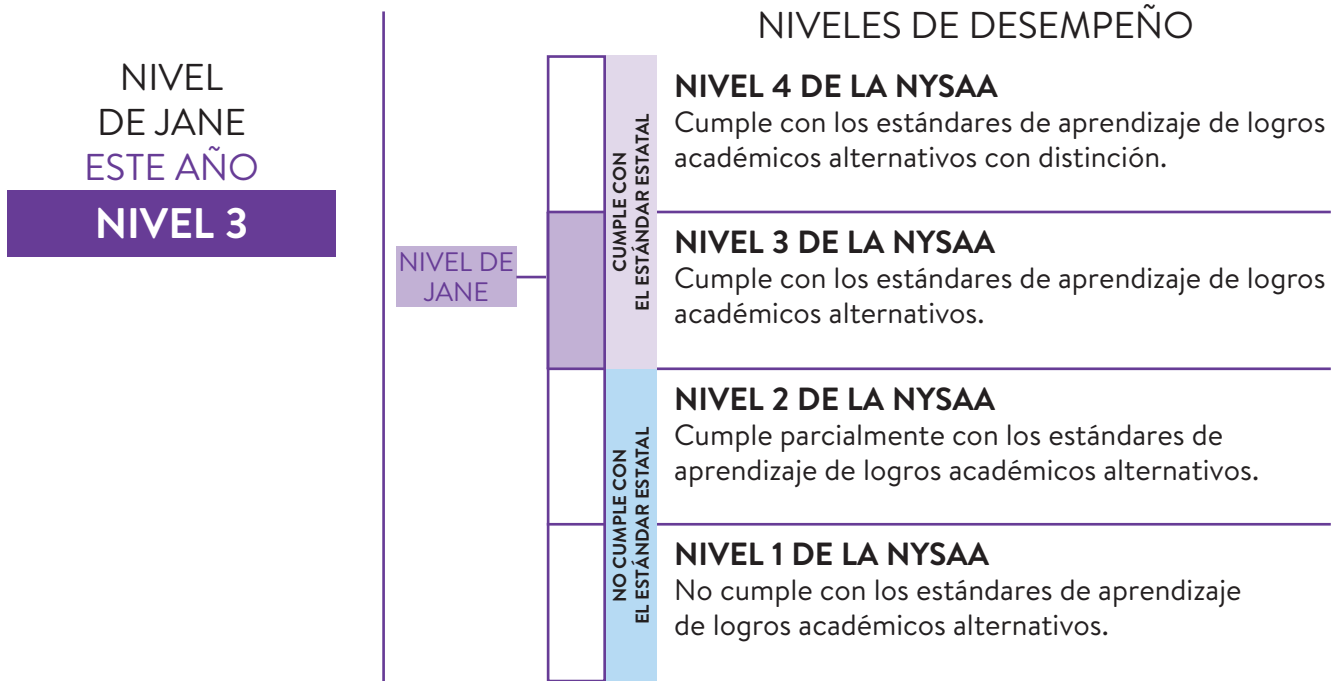 NIVEL
DE JANE
ESTE AÑO
NIVEL 3
NIVELES DE DESEMPEÑO
NIVEL DE
JANE
CUMPLE CON
EL ESTÁNDAR ESTATAL
NIVEL 4 DE LA NYSAA
Cumple con los estándares de aprendizaje de logros
académicos alternativos con distinción.
NIVEL 3 DE LA NYSAA
Cumple con los estándares de aprendizaje de logros
académicos alternativos.
NO CUMPLE CON
EL ESTÁNDAR ESTATAL
NIVEL 2 DE LA NYSAA
Cumple parcialmente con los estándares de
aprendizaje de logros académicos alternativos.
NIVEL 1 DE LA NYSAA
No cumple con los estándares de aprendizaje
de logros académicos alternativos.